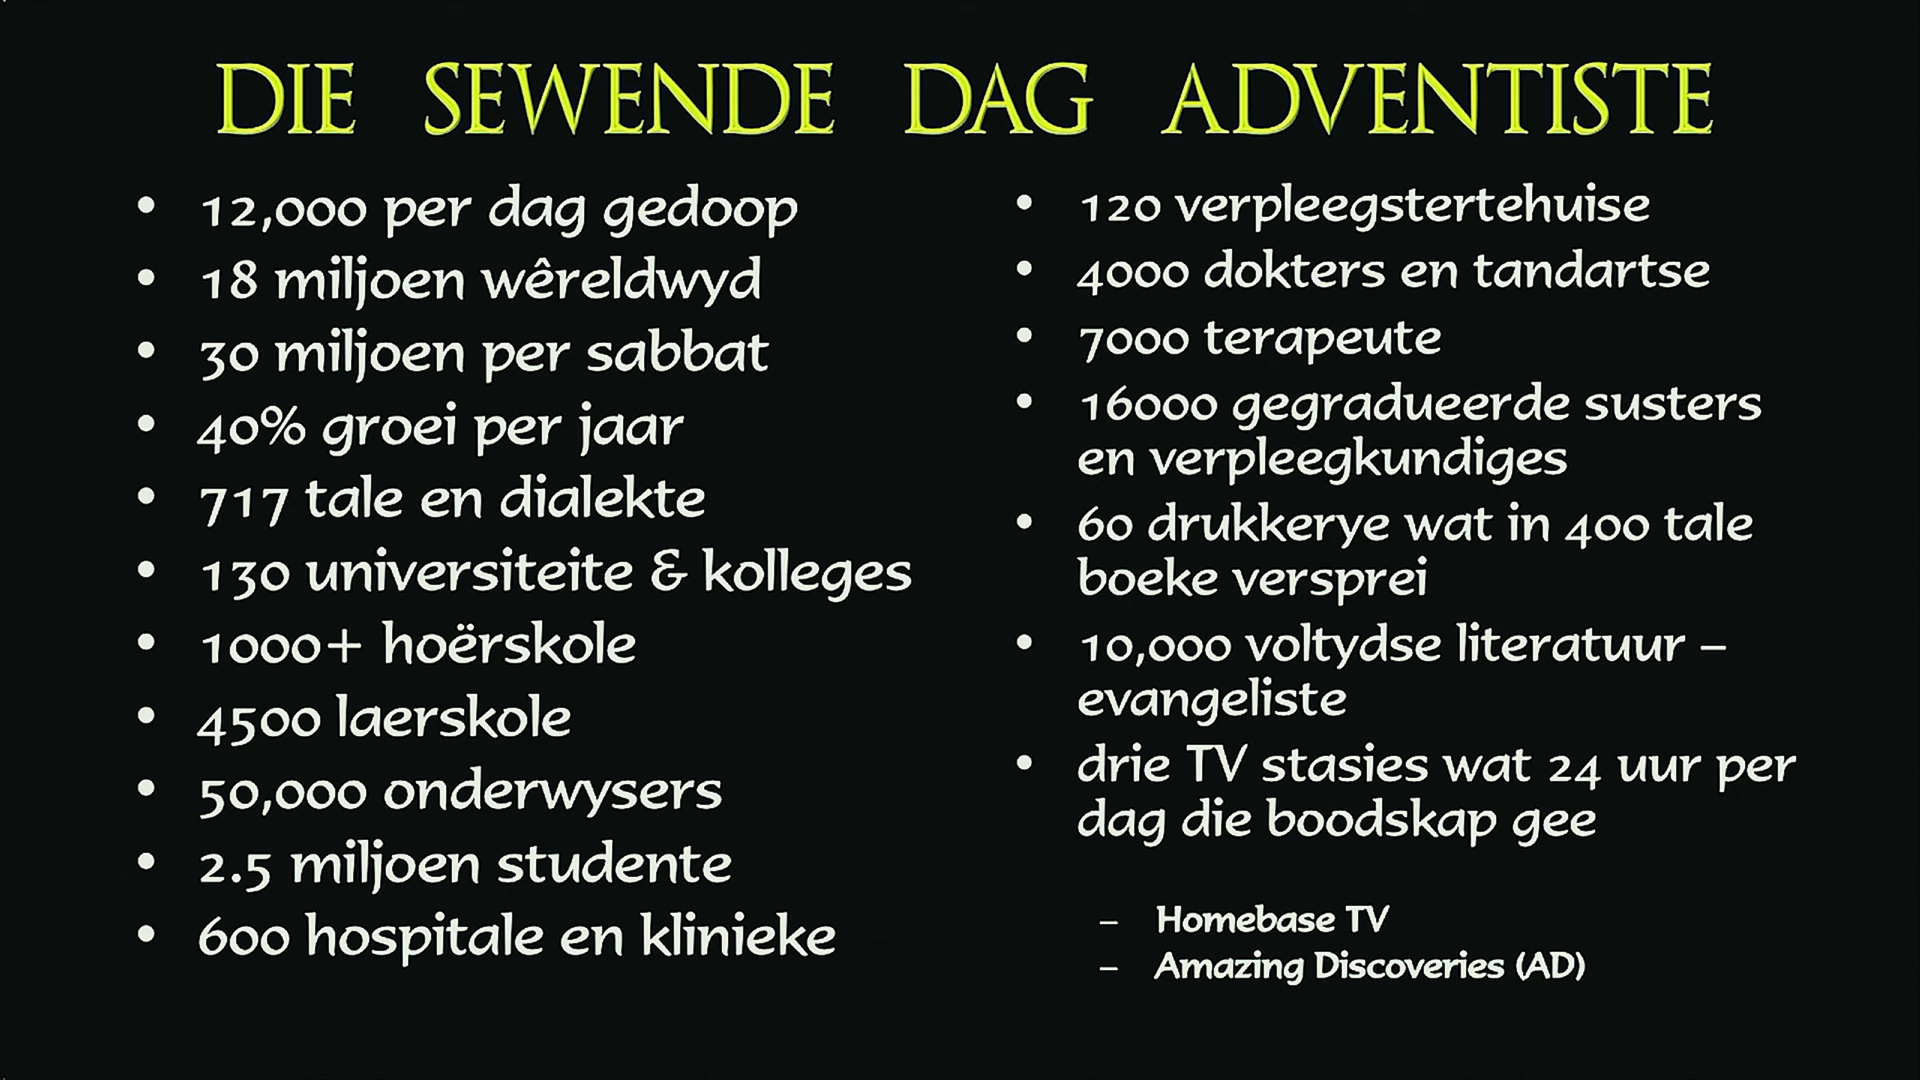 DIE SEWENDE DAG ADVENTISTE
• 12,000 per dag gedoop
• 18 miljoen wêreldwyd
• 30 miljoen per sabbat
• 40% groei per jaar
• 717 tale en dialekte
• 130 universiteite & kolleges
• 1000+ hoërskole
• 4500 laerskole
• 50,000 onderwysers
• 2.5 miljoen studente
• 600 hospitale en klinieke
• 120 verpleegstertehuise
• 4000 dokters en tandartse
• 7000 terapeute
• 16000 gegradueerde susters
en verpleegkundiges
• 60 drukkerye wat in 400 tale
boeke versprei
• 10,000 voltydse literatuur –
evangeliste
• drie TV stasies wat 24 uur per
dag die boodskap gee
– Homebase TV
– Amazing Discoveries (AD)